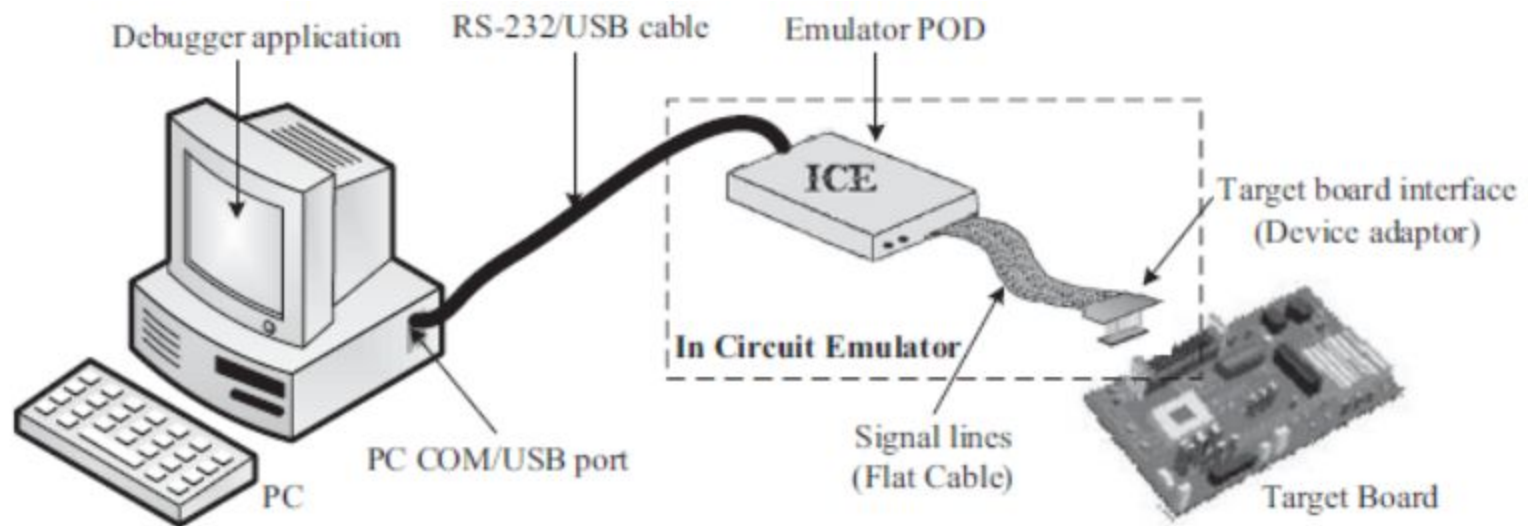 Debugger application
RS-232/USB cable
Emulator POD
ICE
Target board interface
(Device adaptor)
In Circuit Emulator
Signal lines
(Flat Cable)
PC COM/USB port
PC
Target Board